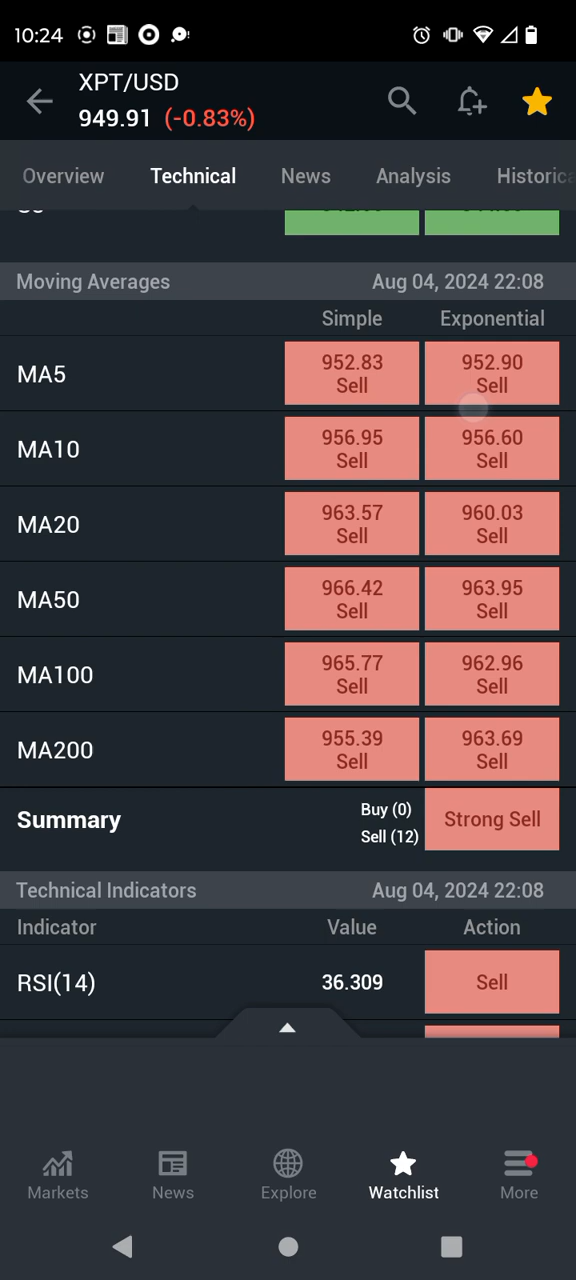 10:24
XPT/USD
949.91 (-0.83%)
Overview Technical News Analysis Historica
Moving Averages Aug 04, 2024 22:08
Simple Exponential
MA5 952.83 Sell 952.90 Sell
MA10 956.95 Sell 956.60 Sell
MA20 963.57 Sell 960.03 Sell
MA50 966.42 Sell 963.95 Sell
MA100 965.77 Sell 962.96 Sell
MA200 955.39 Sell 963.69 Sell
Summary Buy (0) Sell (12) Strong Sell
Technical Indicators Aug 04, 2024 22:08
Indicator Value Action
RSI(14) 36.309 Sell
Markets News Explore Watchlist More